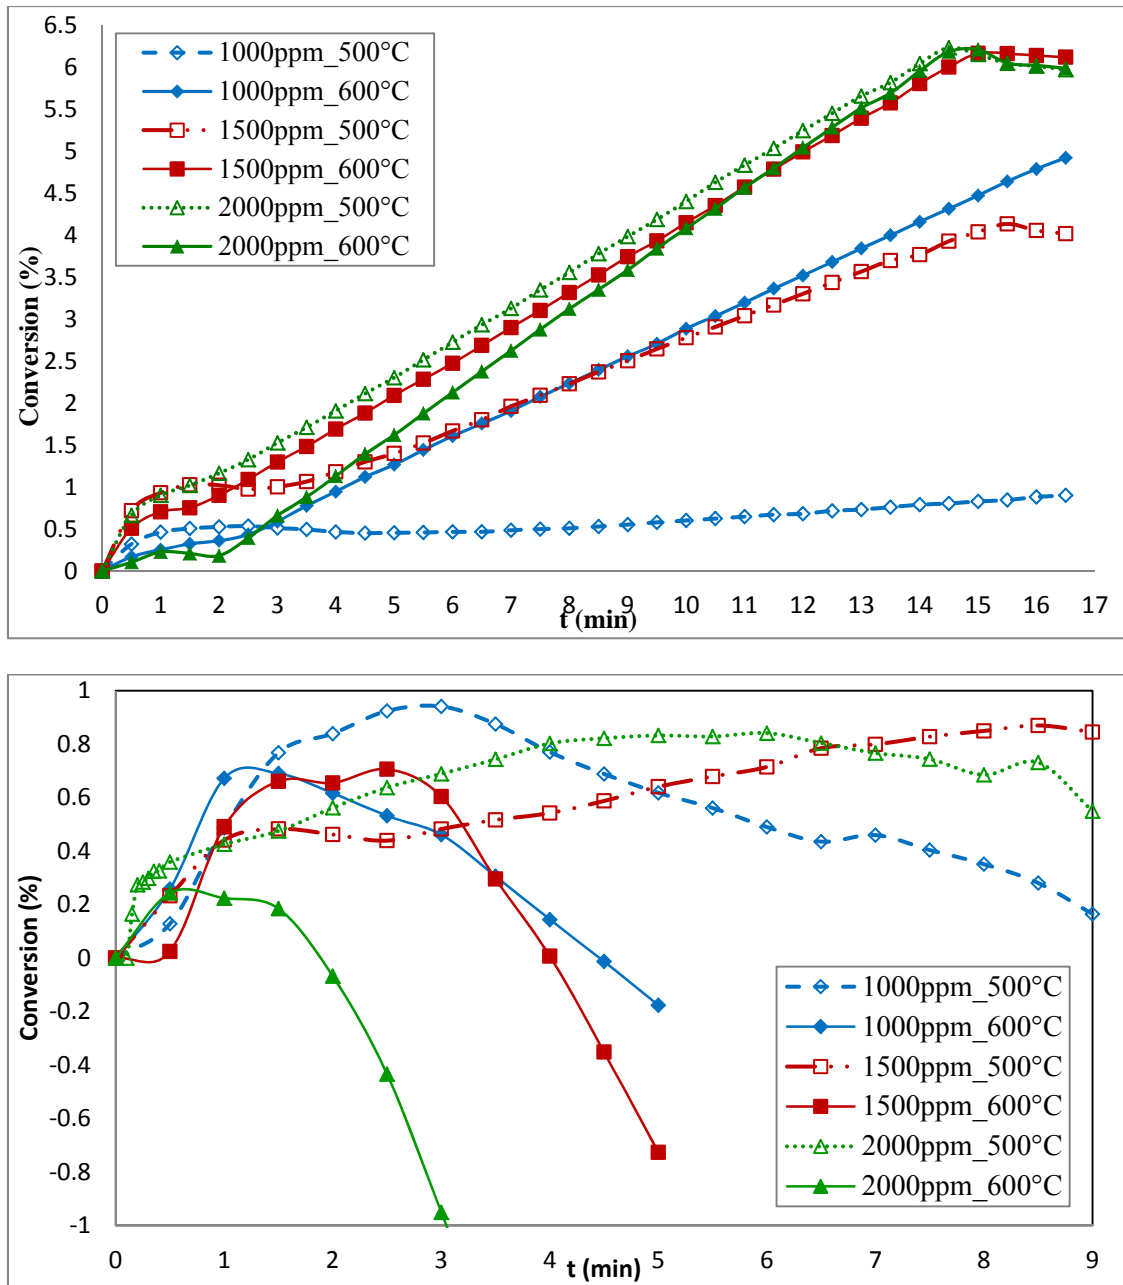 6.5
6
5.5
5
4.5
4
3.5
3
2.5
2
1.5
1
0.5
0
Conversion (%)
1000ppm_500°C
1000ppm_600°C
1500ppm_500°C
1500ppm_600°C
2000ppm_500°C
2000ppm_600°C
0 1 2 3 4 5 6 7 8 9 10 11 12 13 14 15 16 17
t (min)
1
0.8
0.6
0.4
0.2
0
-0.2
-0.4
-0.6
-0.8
-1
Conversion (%)
1000ppm_500°C
1000ppm_600°C
1500ppm_500°C
1500ppm_600°C
2000ppm_500°C
2000ppm_600°C
0 1 2 3 4 5 6 7 8 9
t (min)